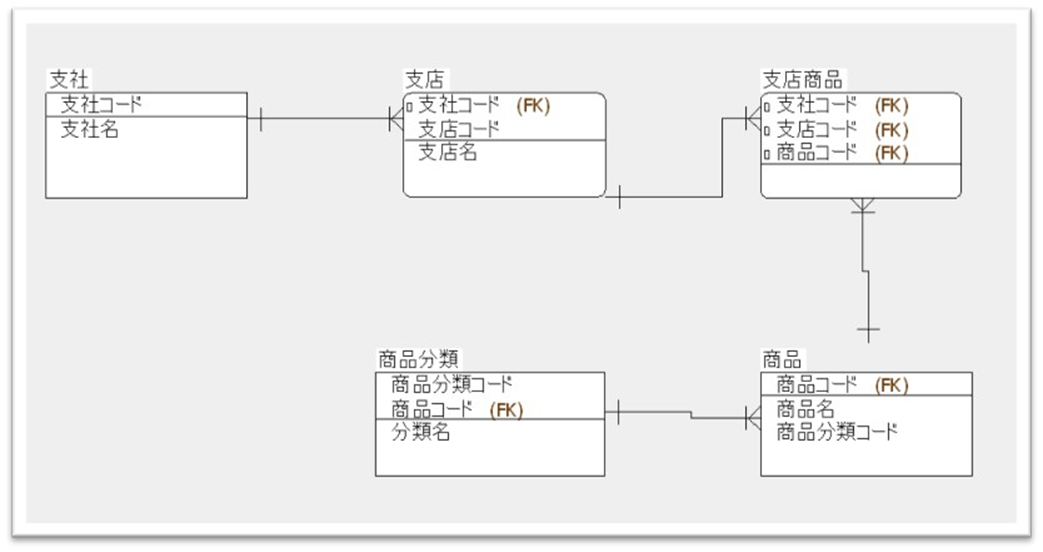 支社
支社コード
支社名
支店
支社コード (FK)
支店コード
支店名
支店商品
支社コード (FK)
支店コード (FK)
商品コード (FK)
商品分類
商品分類コード
商品コード (FK)
分類名
商品
商品コード (FK)
商品名
商品分類コード